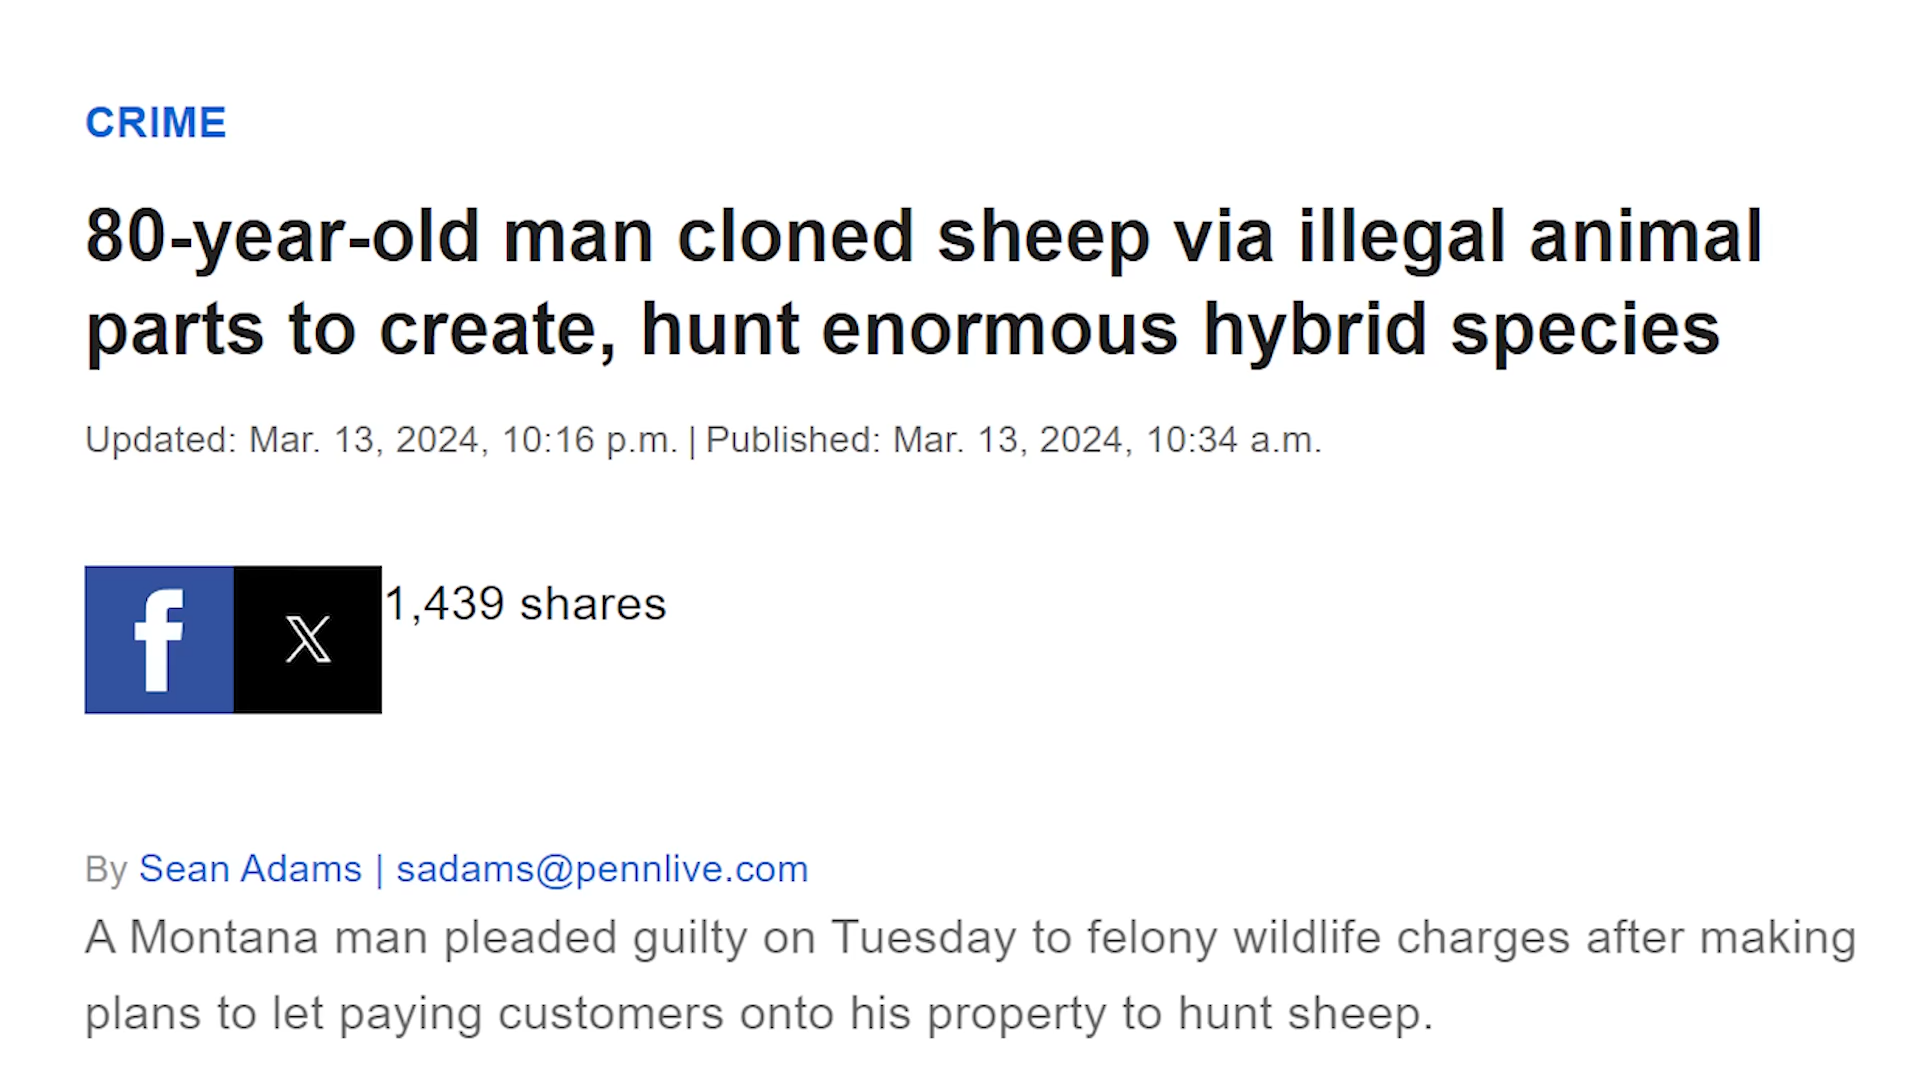 CRIME
80-year-old man cloned sheep via illegal animal
parts to create, hunt enormous hybrid species
Updated: Mar. 13, 2024, 10:16 p.m. | Published: Mar. 13, 2024, 10:34 a.m.
f X 1,439 shares
By Sean Adams | sadams@pennlive.com
A Montana man pleaded guilty on Tuesday to felony wildlife charges after making
plans to let paying customers onto his property to hunt sheep.